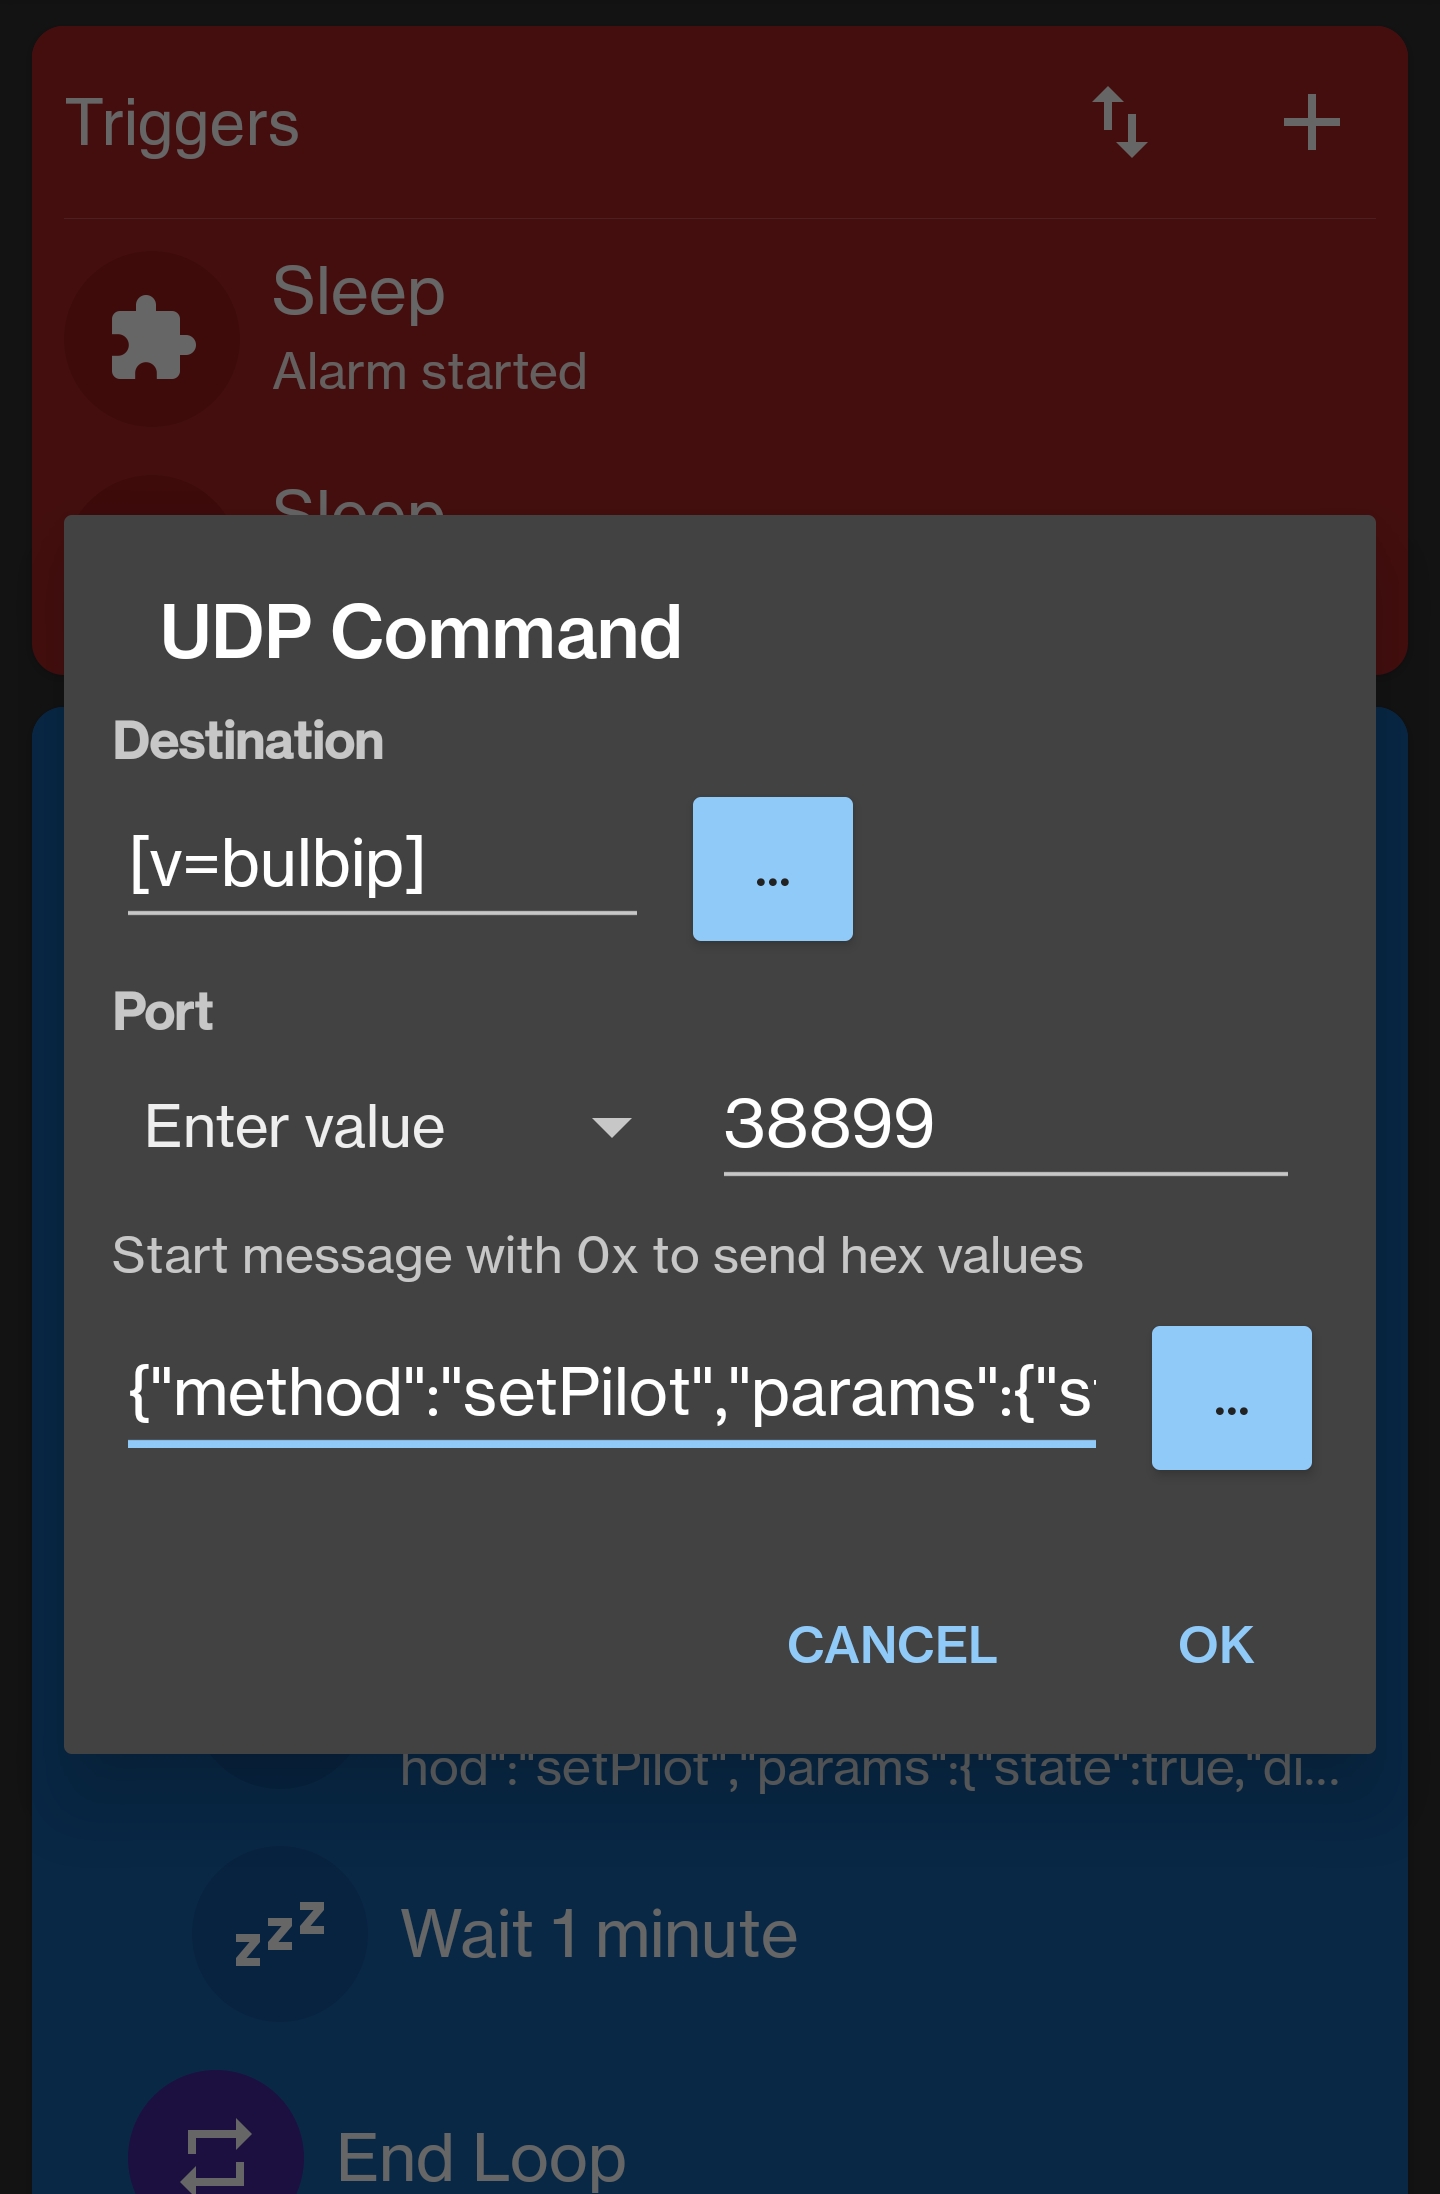 Triggers
Sleep
Alarm started
Sleep
UDP Command
Destination
[v=bulbip]
...
Port
Enter value
38899
Start message with 0x to send hex values
{"method":"setPilot","params":{"st
...
CANCEL
OK
hod":"setPilot","params":{"state":true,"di...
zzz
Wait 1 minute
End Loop